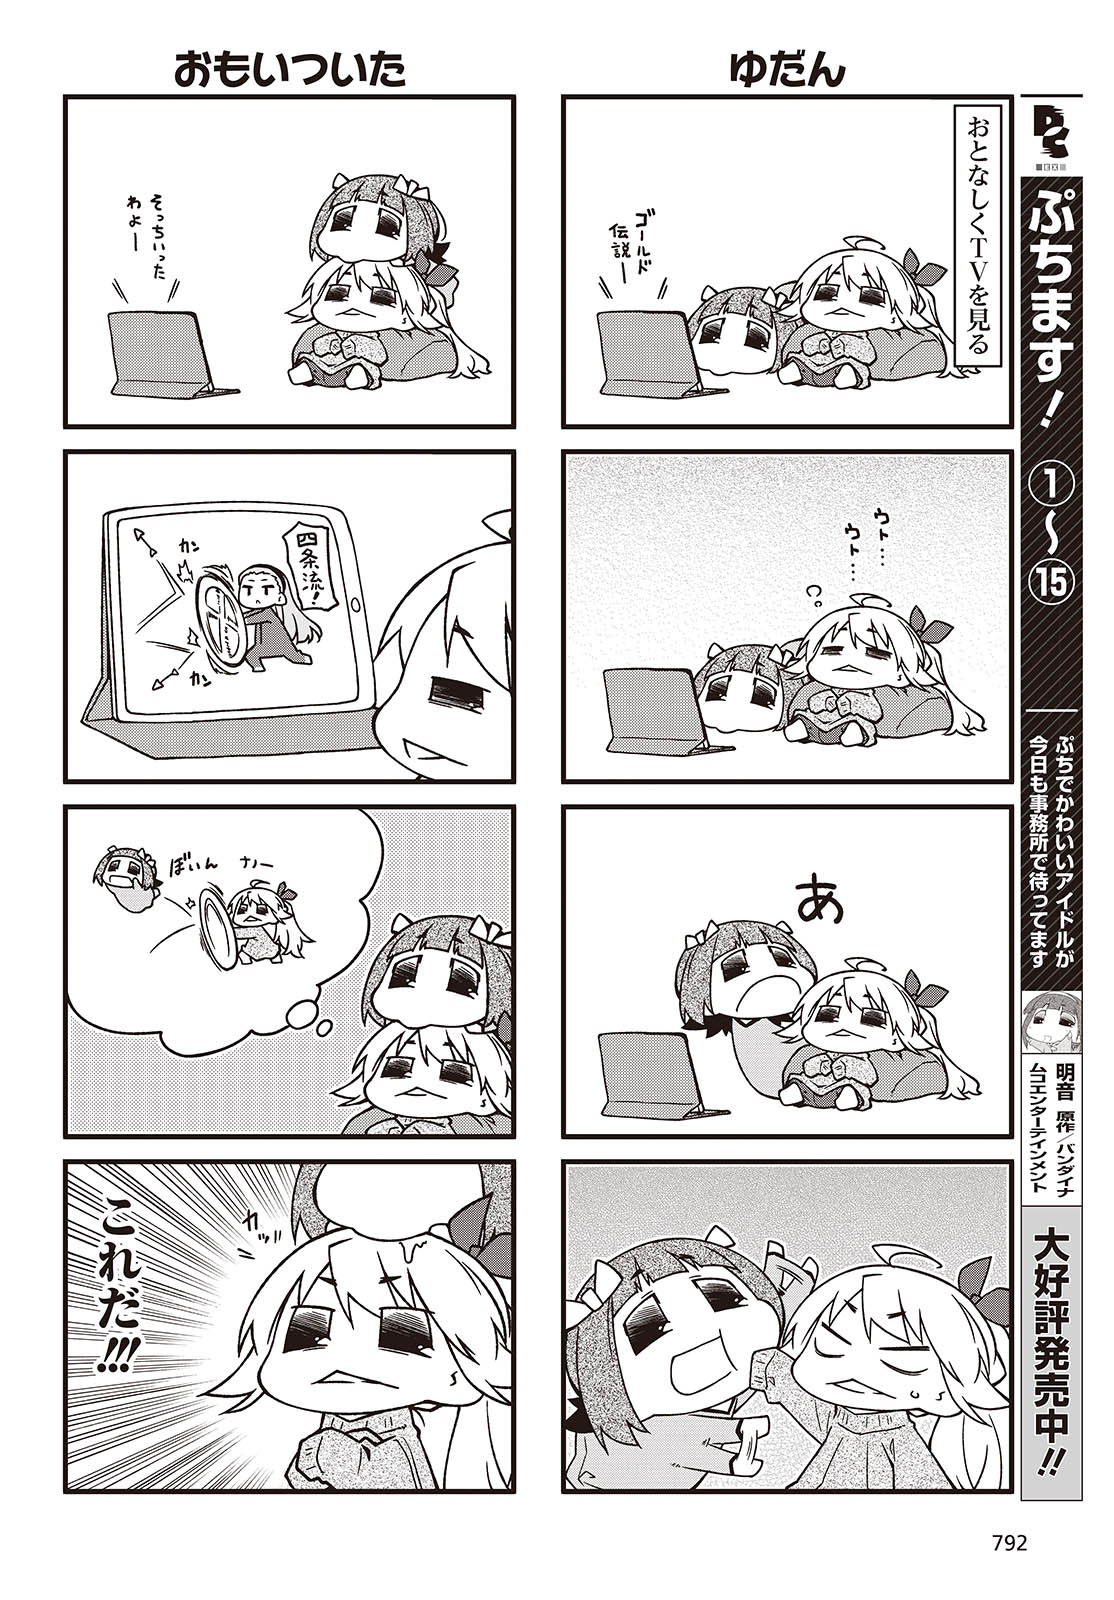 ゆだん
おとなしくTVを見る
ゴールド
伝説ー
ウト…
ウト…
あ
おもいついた
そっちいった
わよー
四条流!
カン
カン
ナノー
ぼいん
カッ!!
これだ!!!
DC
ぷちます! ①〜⑮
ぷちでかわいいアイドルが
今日も事務所で待ってます
明音 原作/バンダイナ
ムコエンターテインメント
大好評発売中!!
792